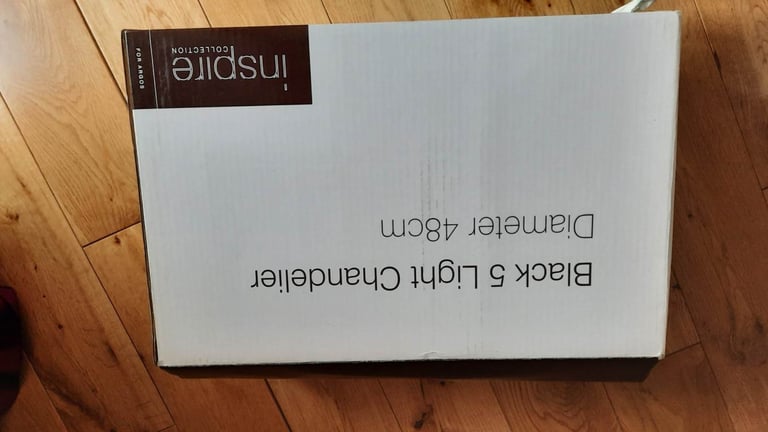 Black 5 Light Chandelier
Diameter 48cm
inspire
COLLECTION
FOR ARGOS